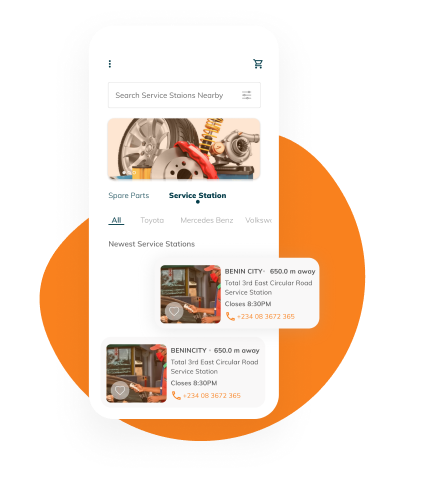 Search Service Staions Nearby
Spare Parts
Service Station
All
Toyota
Mercedes Benz
Volksw
Newest Service Stations
BENIN CITY · 650.0 m away
Total 3rd East Circular Road
Service Station
Closes 8:30PM
+234 08 3672 365
BENINCITY · 650.0 m away
Total 3rd East Circular Road
Service Station
Closes 8:30PM
+234 08 3672 365